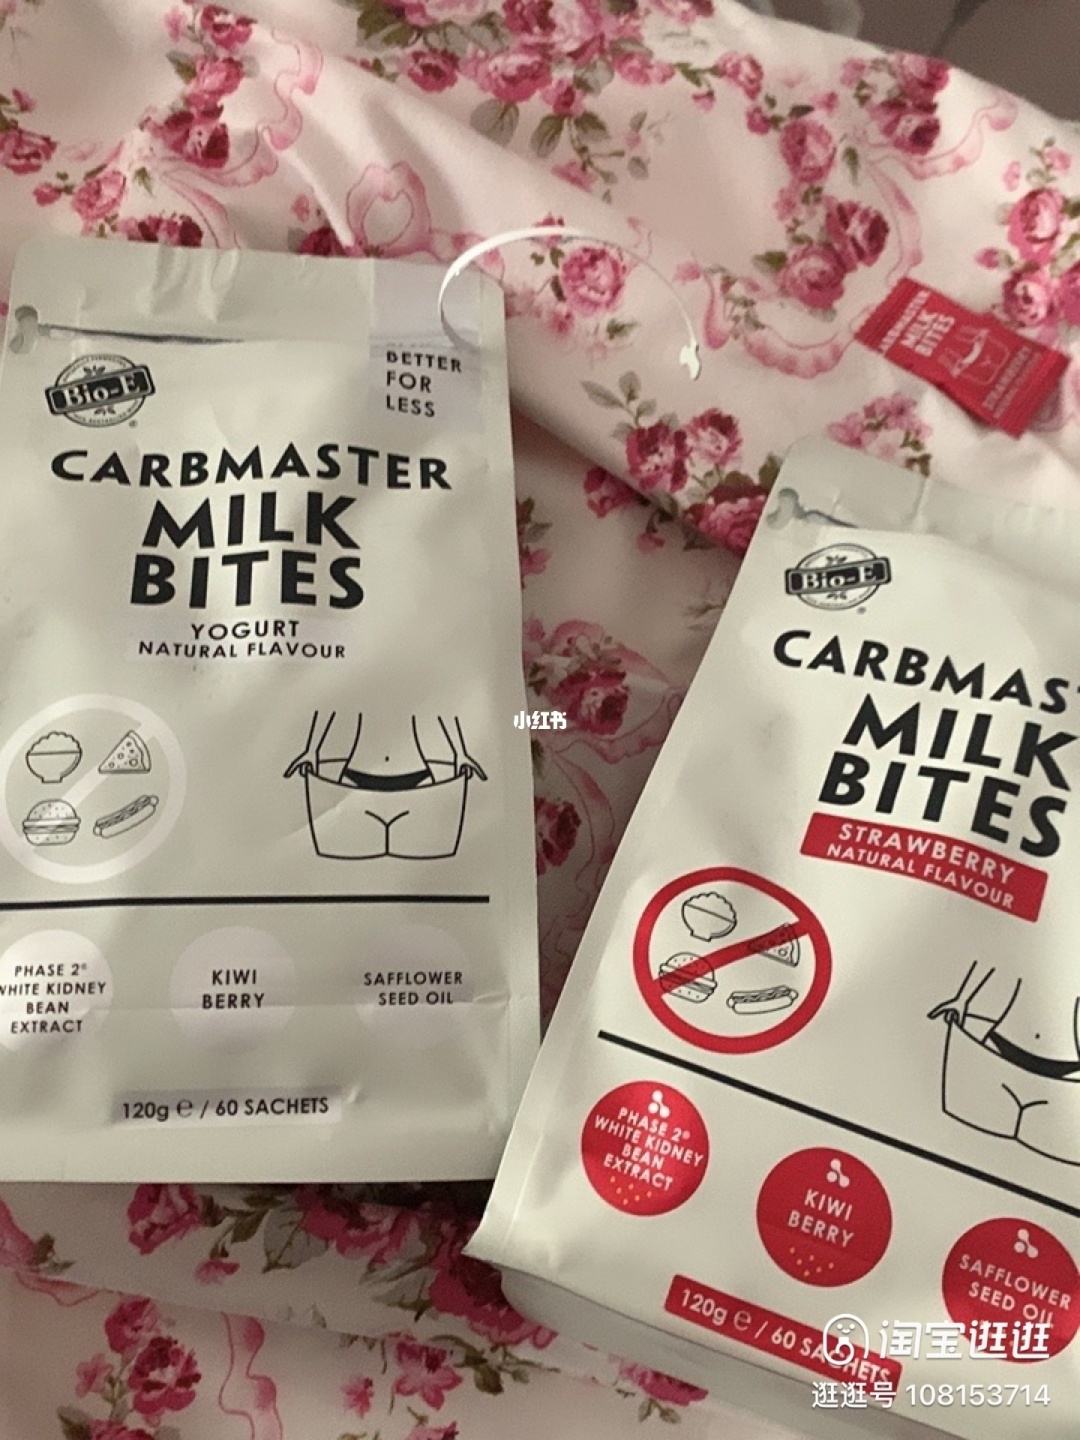 Bio-E
BETTER
FOR
LESS
CARBMASTER
MILK
BITES
YOGURT
NATURAL FLAVOUR
PHASE 2®
WHITE KIDNEY
BEAN
EXTRACT
KIWI
BERRY
SAFFLOWER
SEED OIL
120g ℮ / 60 SACHETS
小红书
CARBMASTER
MILK
BITES
STRAWBERRY
Bio-E
CARBMAST
MILK
BITES
STRAWBERRY
NATURAL FLAVOUR
PHASE 2®
WHITE KIDNEY
BEAN
EXTRACT
KIWI
BERRY
SAFFLOWER
SEED OIL
120g ℮ / 60 SACHETS
淘宝逛逛
逛逛号 108153714